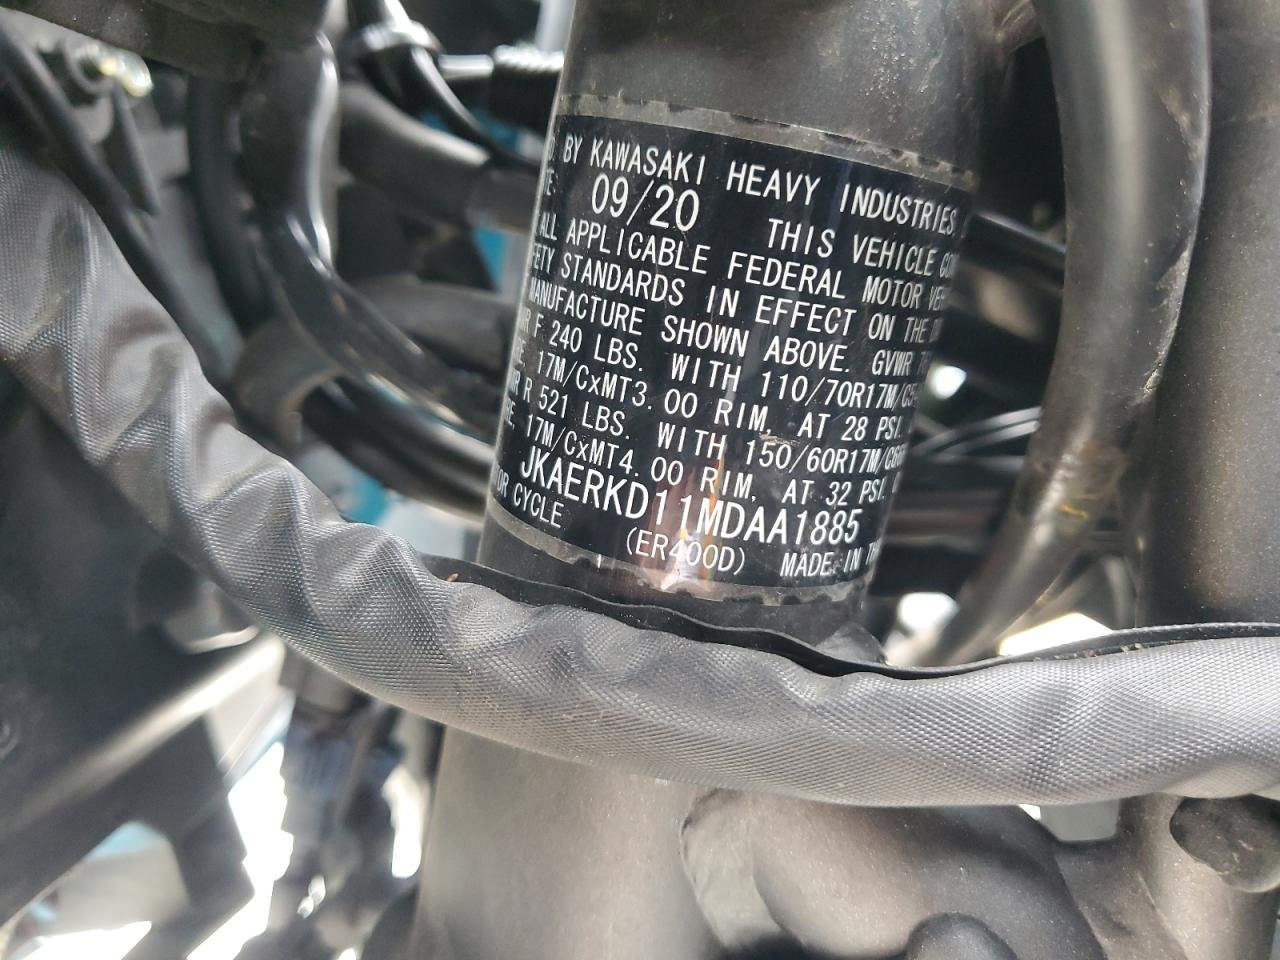 BY KAWASAKI HEAVY INDUSTRIES,
09/20 THIS VEHICLE
ALL APPLICABLE FEDERAL MOTOR
STANDARDS IN EFFECT ON THE
MANUFACTURE SHOWN ABOVE. GVWR
F 240 LBS. WITH 110/70R17M/C
17M/CxMT3.00 RIM, AT 28 PSI.
R 521 LBS. WITH 150/60R17M/C
17M/CxMT4.00 RIM, AT 32 PSI.
JKAERKD11MDAA1885
CYCLE (ER400D) MADE IN